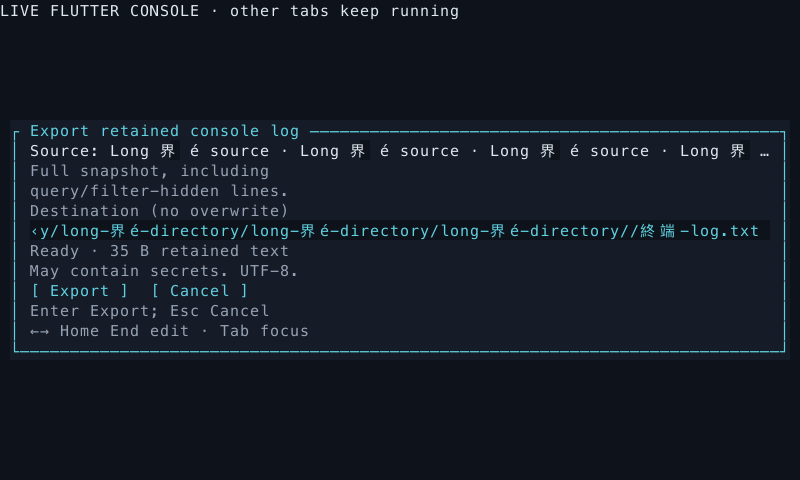 LIVE FLUTTER CONSOLE · other tabs keep running
Export retained console log
Source: Long 界 é source · Long 界 é source · Long 界 é source · Long 界 …
Full snapshot, including
query/filter-hidden lines.
Destination (no overwrite)
‹y/long-界é-directory/long-界é-directory/long-界é-directory//終端-log.txt
Ready · 35 B retained text
May contain secrets. UTF-8.
[ Export ]  [ Cancel ]
Enter Export; Esc Cancel
←→ Home End edit · Tab focus